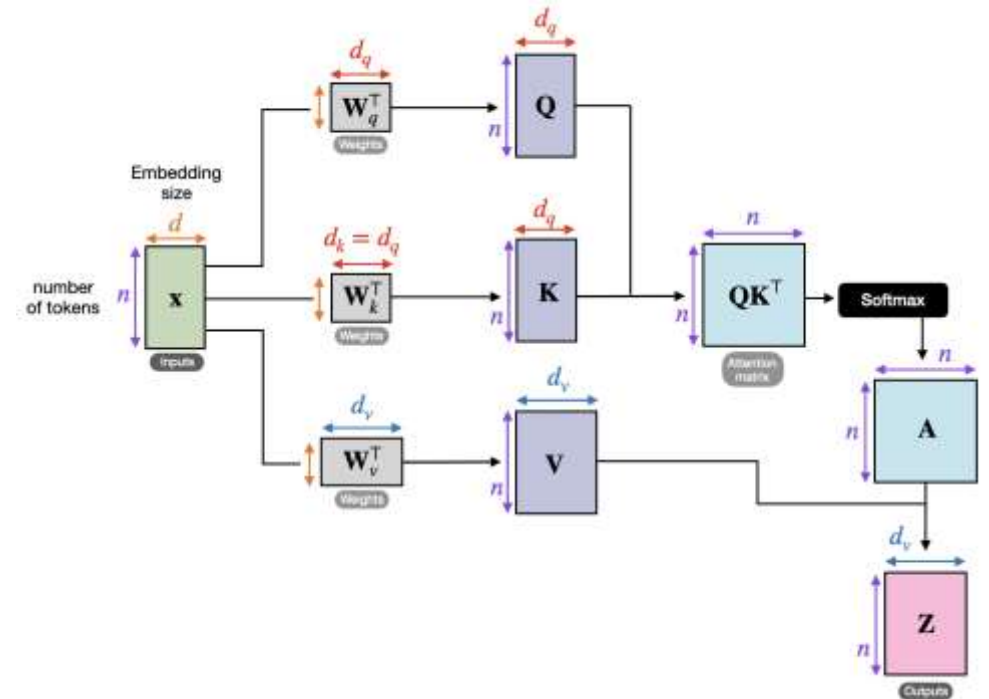 d_q
d_q
W_q^⊤
Q
n
Weights
Embedding
size
d
d_k = d_q
d_q
n
number
of tokens
n
x
W_k^⊤
K
n
n
QK^⊤
Softmax
Inputs
Weights
Attention
matrix
n
d_v
d_v
W_v^⊤
V
n
A
n
Weights
d_v
Z
n
Outputs